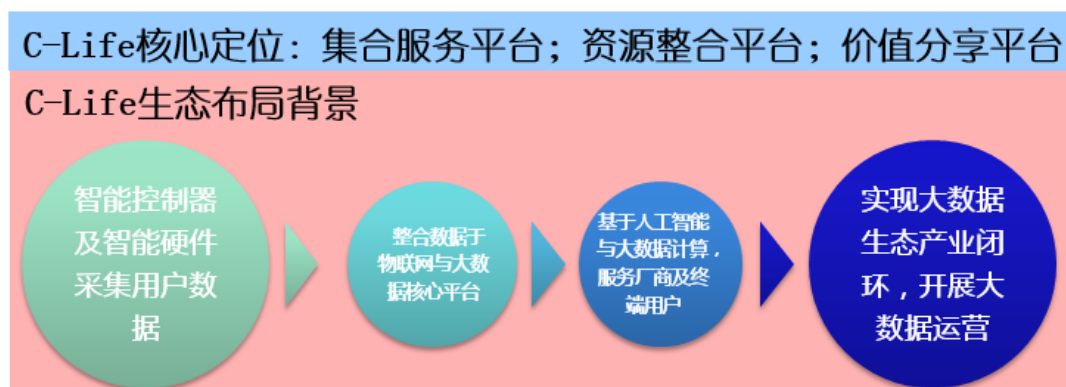 C-Life核心定位：集合服务平台；资源整合平台；价值分享平台
C-Life生态布局背景
智能控制器
及智能硬件
采集用户数
据
整合数据于
物联网与大数
据核心平台
基于人工智能
与大数据计算，
服务厂商及终
端用户
实现大数据
生态产业闭
环，开展大
数据运营